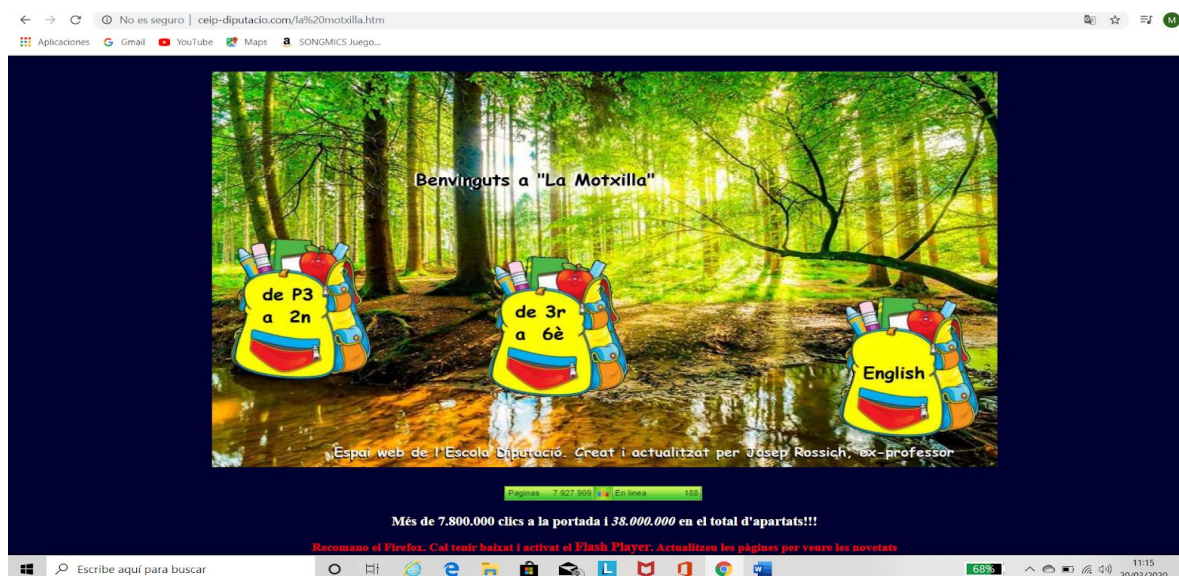 No es seguro | ceip-diputacio.com/la%20motxilla.htm
M
Aplicaciones Gmail YouTube Maps SONGMICS Juego...
Benvinguts a "La Motxilla"
de P3
a 2n
de 3r
a 6è
English
Espai web de l'Escola Diputació. Creat i actualitzat per Josep Rossich, ex-professor
Paginas 7 927 909 En linea 188
Més de 7.800.000 clics a la portada i 38.000.000 en el total d'apartats!!!
Recomano el Firefox. Cal tenir baixat i activat el Flash Player. Actualitzeu les pàgines per veure les novetats
Escribe aquí para buscar
68%
11:15
20/03/2020